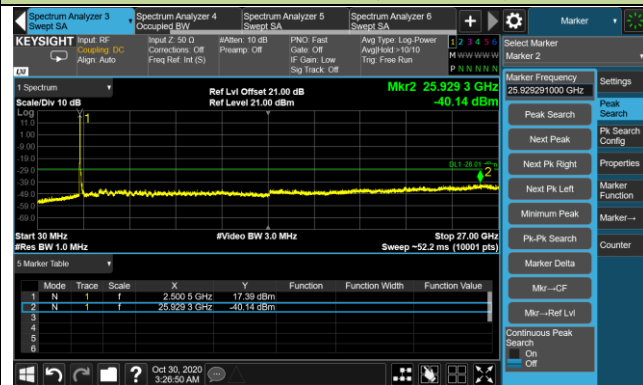 Spectrum Analyzer 3
Swept SA
Spectrum Analyzer 4
Occupied BW
Spectrum Analyzer 5
Swept SA
Spectrum Analyzer 6
Swept SA
+
Marker
KEYSIGHT
LXI
Input: RF
Coupling: DC
Align: Auto
Input Z: 50 Ω
Corrections: Off
Freq Ref: Int (S)
#Atten: 10 dB
Preamp: Off
PNO: Fast
Gate: Off
IF Gain: Low
Sig Track: Off
Avg Type: Log-Power
Avg|Hold:>10/10
Trig: Free Run
1 2 3 4 5 6
M W W W W W
P N N N N N
Select Marker
Marker 2
Marker Frequency
25.929291000 GHz
Peak Search
Next Peak
Next Pk Right
Next Pk Left
Minimum Peak
Pk-Pk Search
Marker Delta
Mkr→CF
Mkr→Ref Lvl
Continuous Peak
Search
On
Off
Settings
Peak
Search
Pk Search
Config
Properties
Marker
Function
Marker→
Counter
1 Spectrum
Scale/Div 10 dB
Log
Ref Lvl Offset 21.00 dB
Ref Level 21.00 dBm
Mkr2 25.929 3 GHz
-40.14 dBm
11.0
1.00
-9.00
-19.0
-29.0
-39.0
-49.0
-59.0
-69.0
1
DL1 -26.01 dBm
2
Start 30 MHz
#Res BW 1.0 MHz
#Video BW 3.0 MHz
Stop 27.00 GHz
Sweep ~52.2 ms (10001 pts)
5 Marker Table
Mode Trace Scale X Y Function Function Width Function Value
1 N 1 f 2.500 5 GHz 17.39 dBm
2 N 1 f 25.929 3 GHz -40.14 dBm
3
4
5
6
? Oct 30, 2020
3:26:50 AM